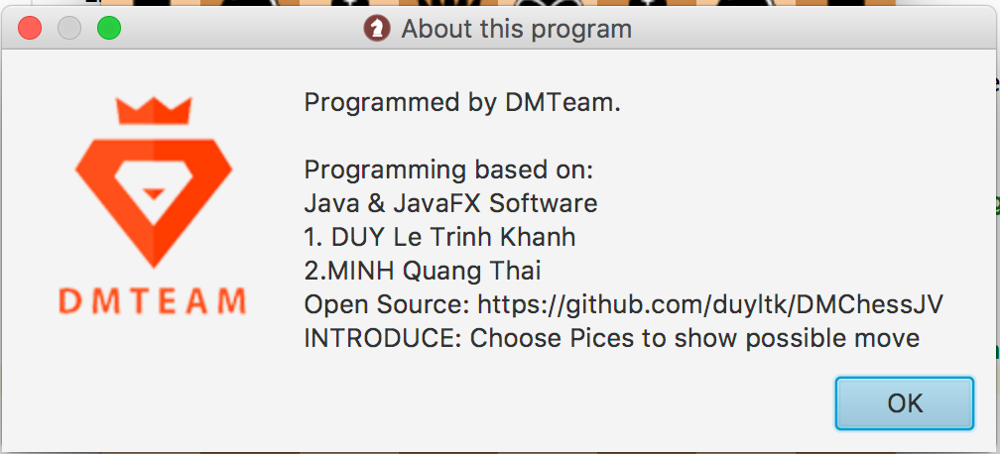 About this program
Programmed by DMTeam.
Programming based on:
Java & JavaFX Software
1. DUY Le Trinh Khanh
2.MINH Quang Thai
Open Source: https://github.com/duyltk/DMChessJV
INTRODUCE: Choose Pices to show possible move
DMTEAM
OK